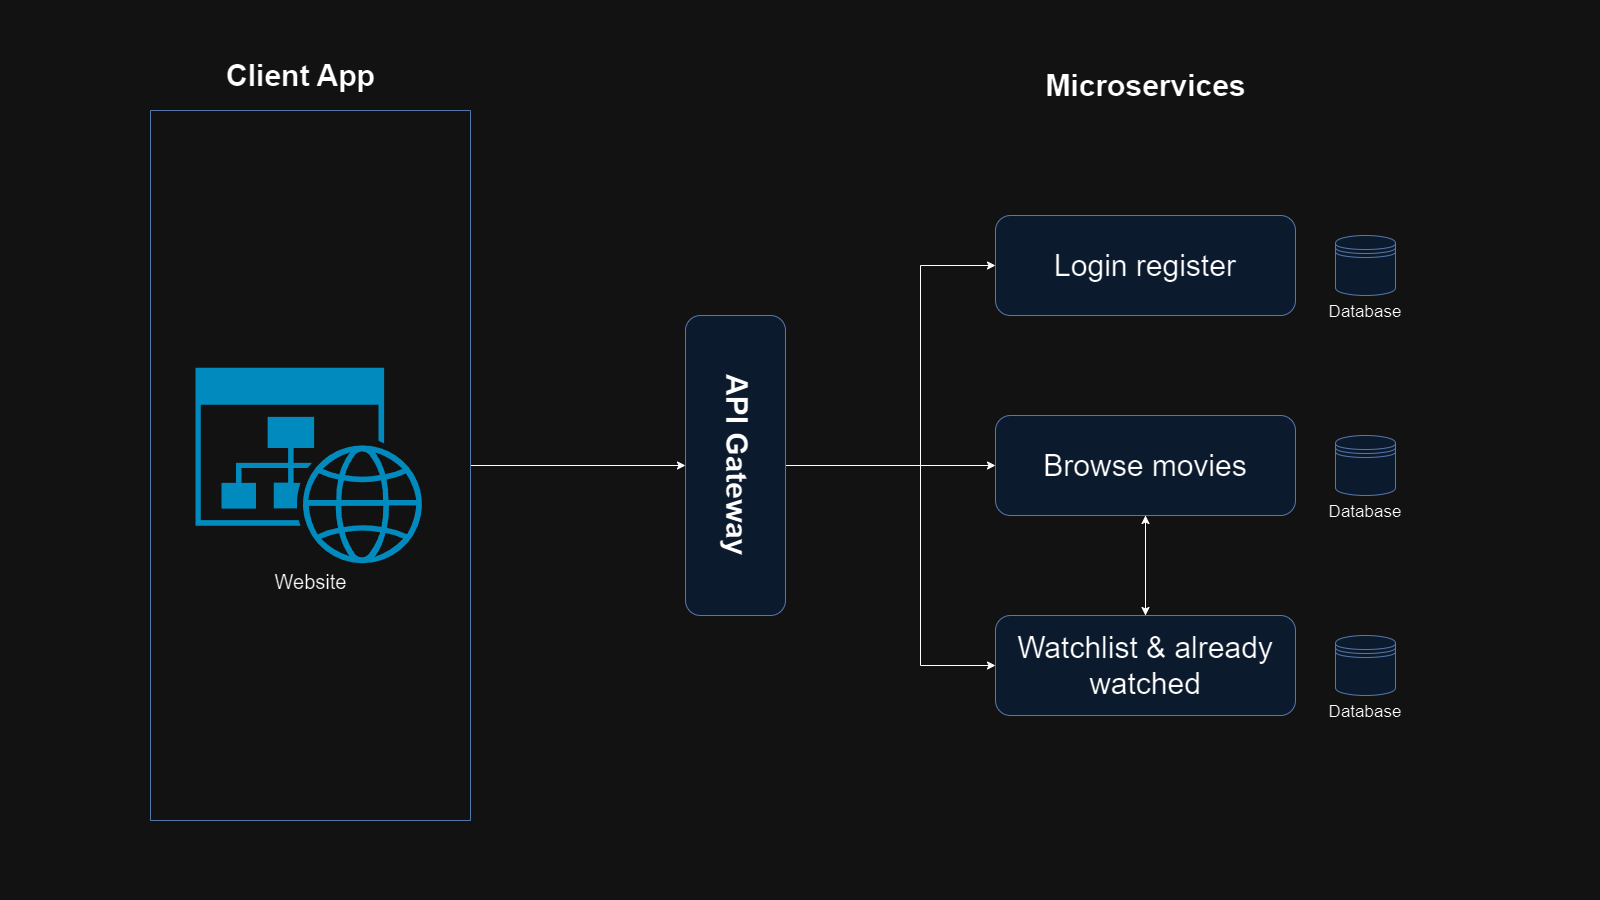 Client App
Microservices
Website
API Gateway
Login register
Database
Browse movies
Database
Watchlist & already
watched
Database